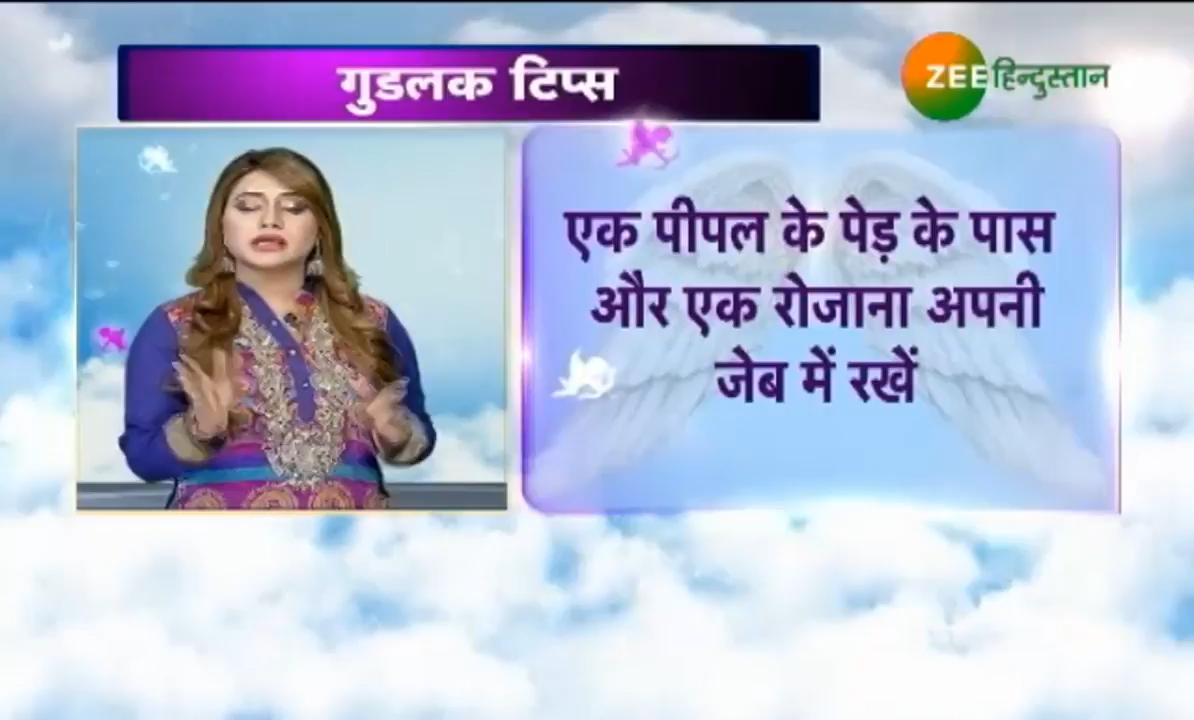 गुडलक टिप्स
ZEE हिन्दुस्तान
एक पीपल के पेड़ के पास
और एक रोजाना अपनी
जेब में रखें